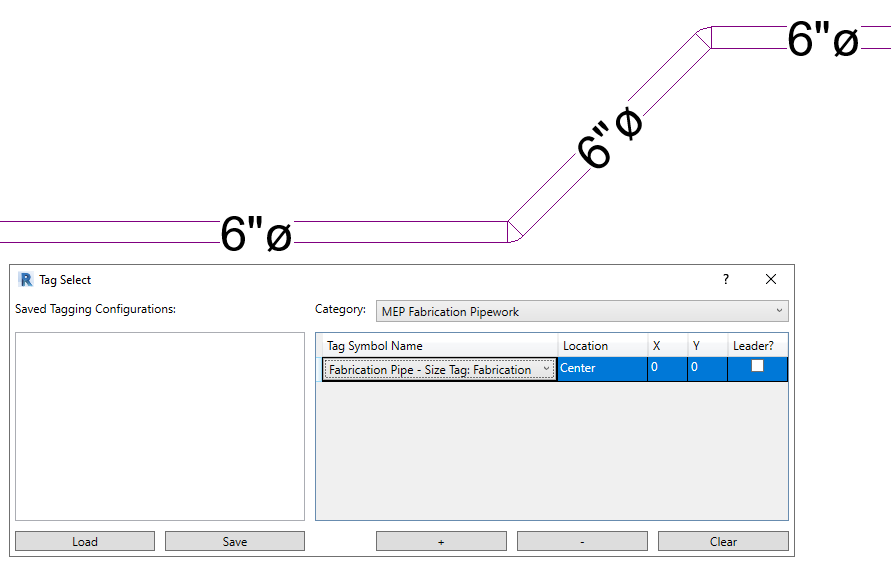 6"ø
6"ø
6"ø
R Tag Select ?
Saved Tagging Configurations:
Category: MEP Fabrication Pipework
Tag Symbol Name Location X Y Leader?
Fabrication Pipe - Size Tag: Fabrication Center 0 0
Load Save + - Clear